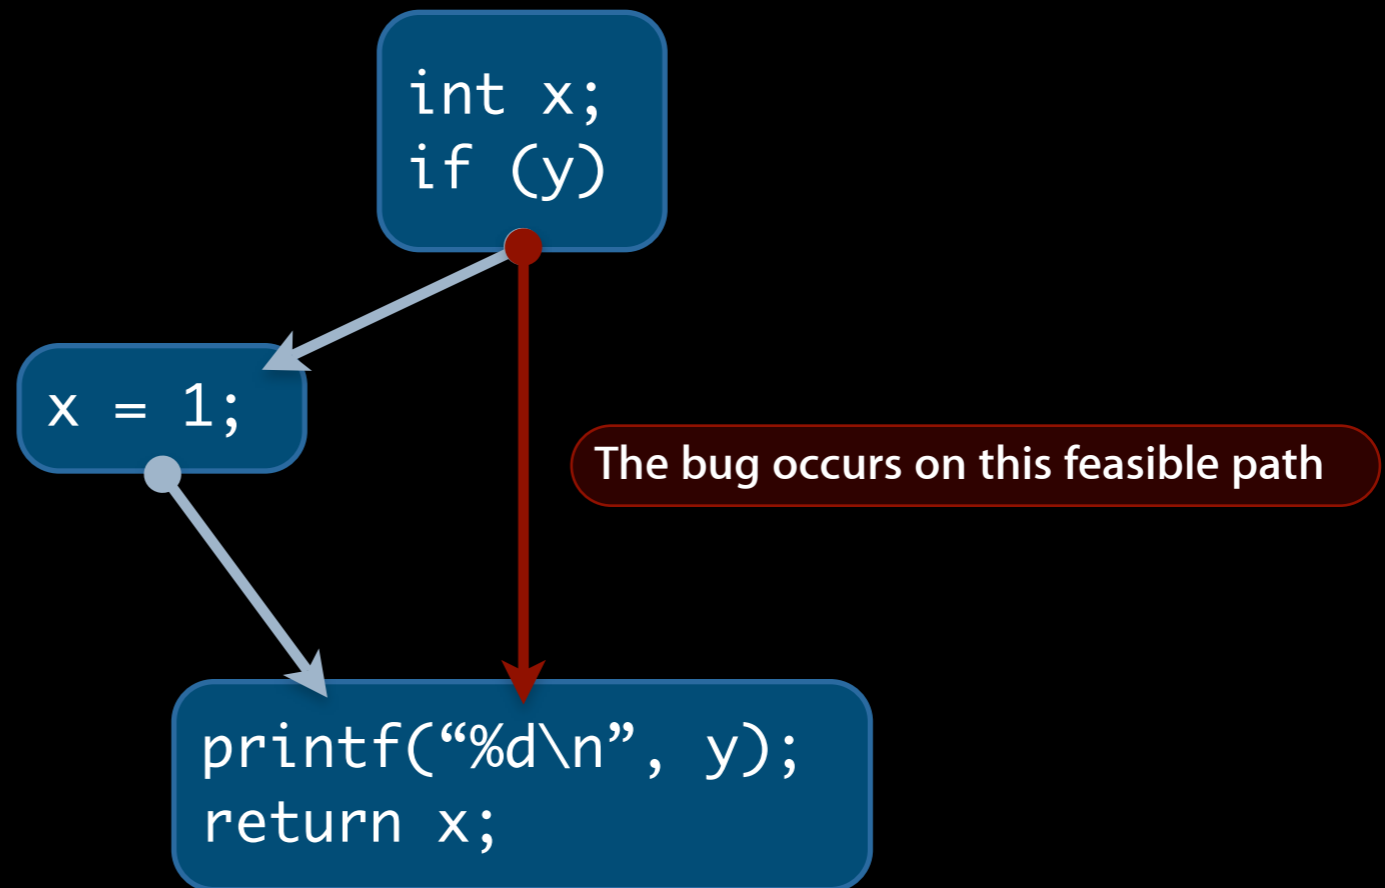 int x;
if (y)
x = 1;
The bug occurs on this feasible path
printf(“%d\n”, y);
return x;